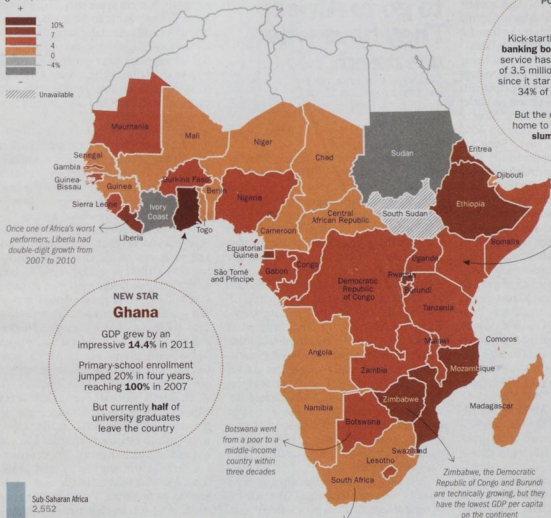 +
10%
7
4
0
-4%
–
Unavailable
Kick-starti
banking bo
service has
of 3.5 millio
since it star
34% of
But the c
home to
slum
Mauritania
Mali
Niger
Chad
Sudan
Eritrea
Djibouti
Senegal
Gambia
Guinea-
Bissau
Guinea
Sierra Leone
Liberia
Ivory
Coast
Burkina Faso
Togo
Benin
Nigeria
Cameroon
Central
African Republic
South Sudan
Ethiopia
Somalia
Equatorial
Guinea
São Tomé
and Príncipe
Gabon
Congo
Democratic
Republic
of Congo
Uganda
Rwanda
Burundi
Tanzania
Comoros
Angola
Zambia
Malawi
Mozambique
Madagascar
Namibia
Zimbabwe
Botswana
Swaziland
Lesotho
South Africa
Once one of Africa's worst
performers, Liberia had
double-digit growth from
2007 to 2010
NEW STAR
Ghana
GDP grew by an
impressive 14.4% in 2011
Primary-school enrollment
jumped 20% in four years,
reaching 100% in 2007
But currently half of
university graduates
leave the country
Botswana went
from a poor to a
middle-income
country within
three decades
Zimbabwe, the Democratic
Republic of Congo and Burundi
are technically growing, but they
have the lowest GDP per capita
on the continent
Sub-Saharan Africa
2,552